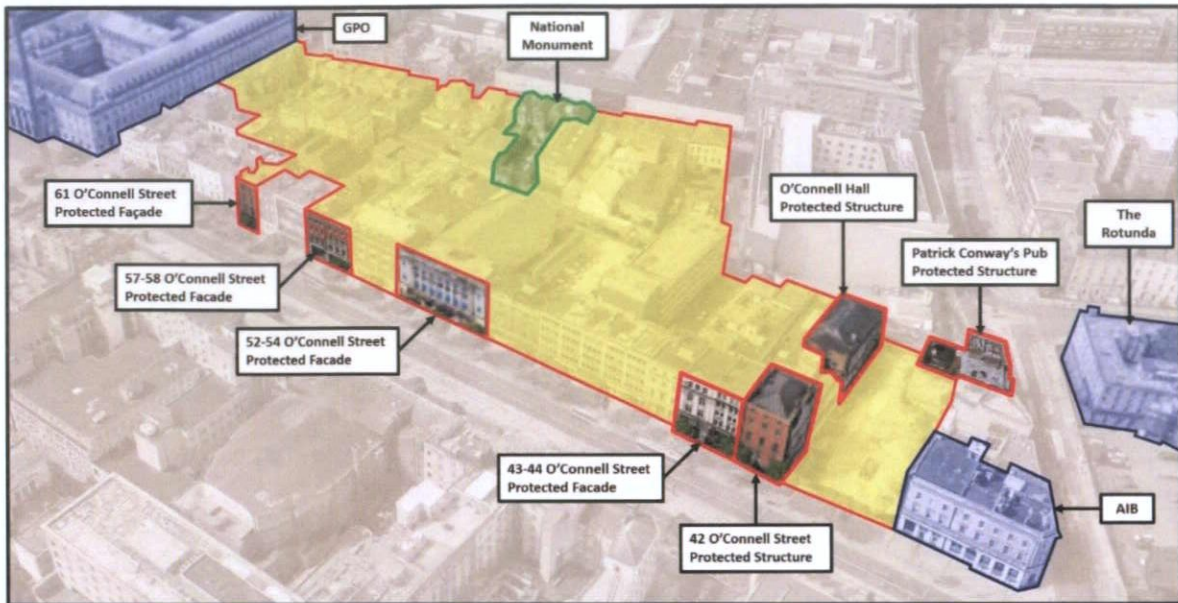 GPO
National
Monument
61 O'Connell Street
Protected Façade
O'Connell Hall
Protected Structure
The
Rotunda
Patrick Conway's Pub
Protected Structure
57-58 O'Connell Street
Protected Facade
52-54 O'Connell Street
Protected Facade
43-44 O'Connell Street
Protected Facade
42 O'Connell Street
Protected Structure
AIB